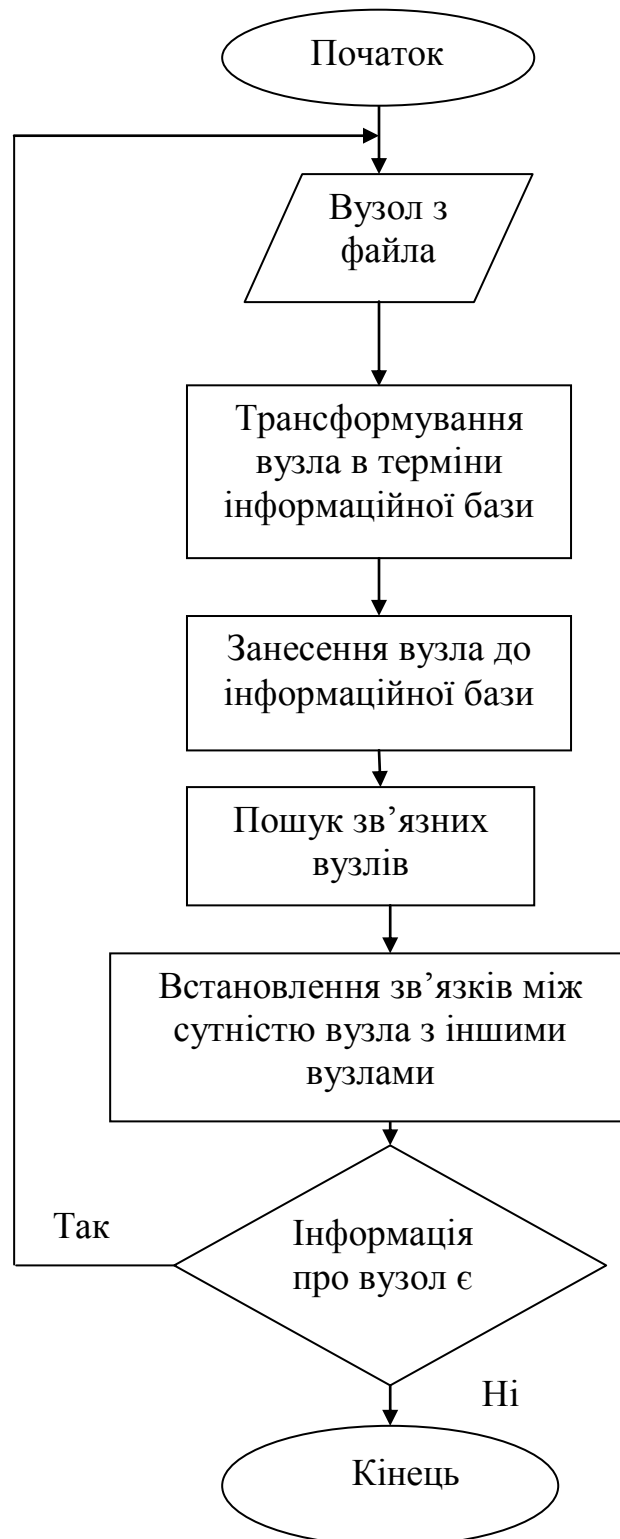 Початок
Вузол з
файла
Трансформування
вузла в терміни
інформаційної бази
Занесення вузла до
інформаційної бази
Пошук зв’язних
вузлів
Встановлення зв’язків між
сутністю вузла з іншими
вузлами
Так
Інформація
про вузол є
Ні
Кінець